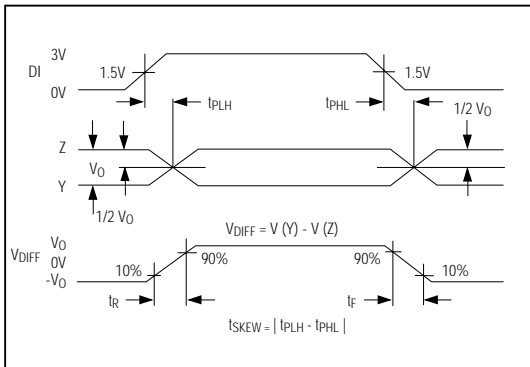 3V
DI
1.5V
1.5V
0V
tPLH
tPHL
1/2 VO
Z
VO
Y
1/2 VO
VDIFF = V (Y) - V (Z)
VO
VDIFF
0V
-VO
10%
90%
90%
10%
tR
tF
tSKEW = | tPLH - tPHL |